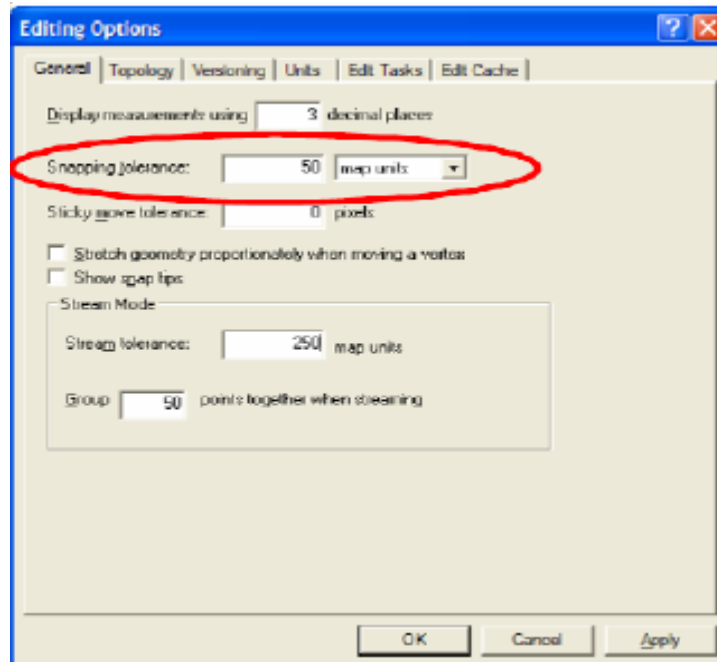 Editing Options
General Topology Versioning Units Edit Tasks Edit Cache
Display measurements using 3 decimal places
Snapping tolerance: 50 map units
Sticky move tolerance: 0 pixels
Stretch geometry proportionately when moving a vertex
Show snap tips
Stream Mode
Stream tolerance: 250 map units
Group 50 points together when streaming
OK Cancel Apply